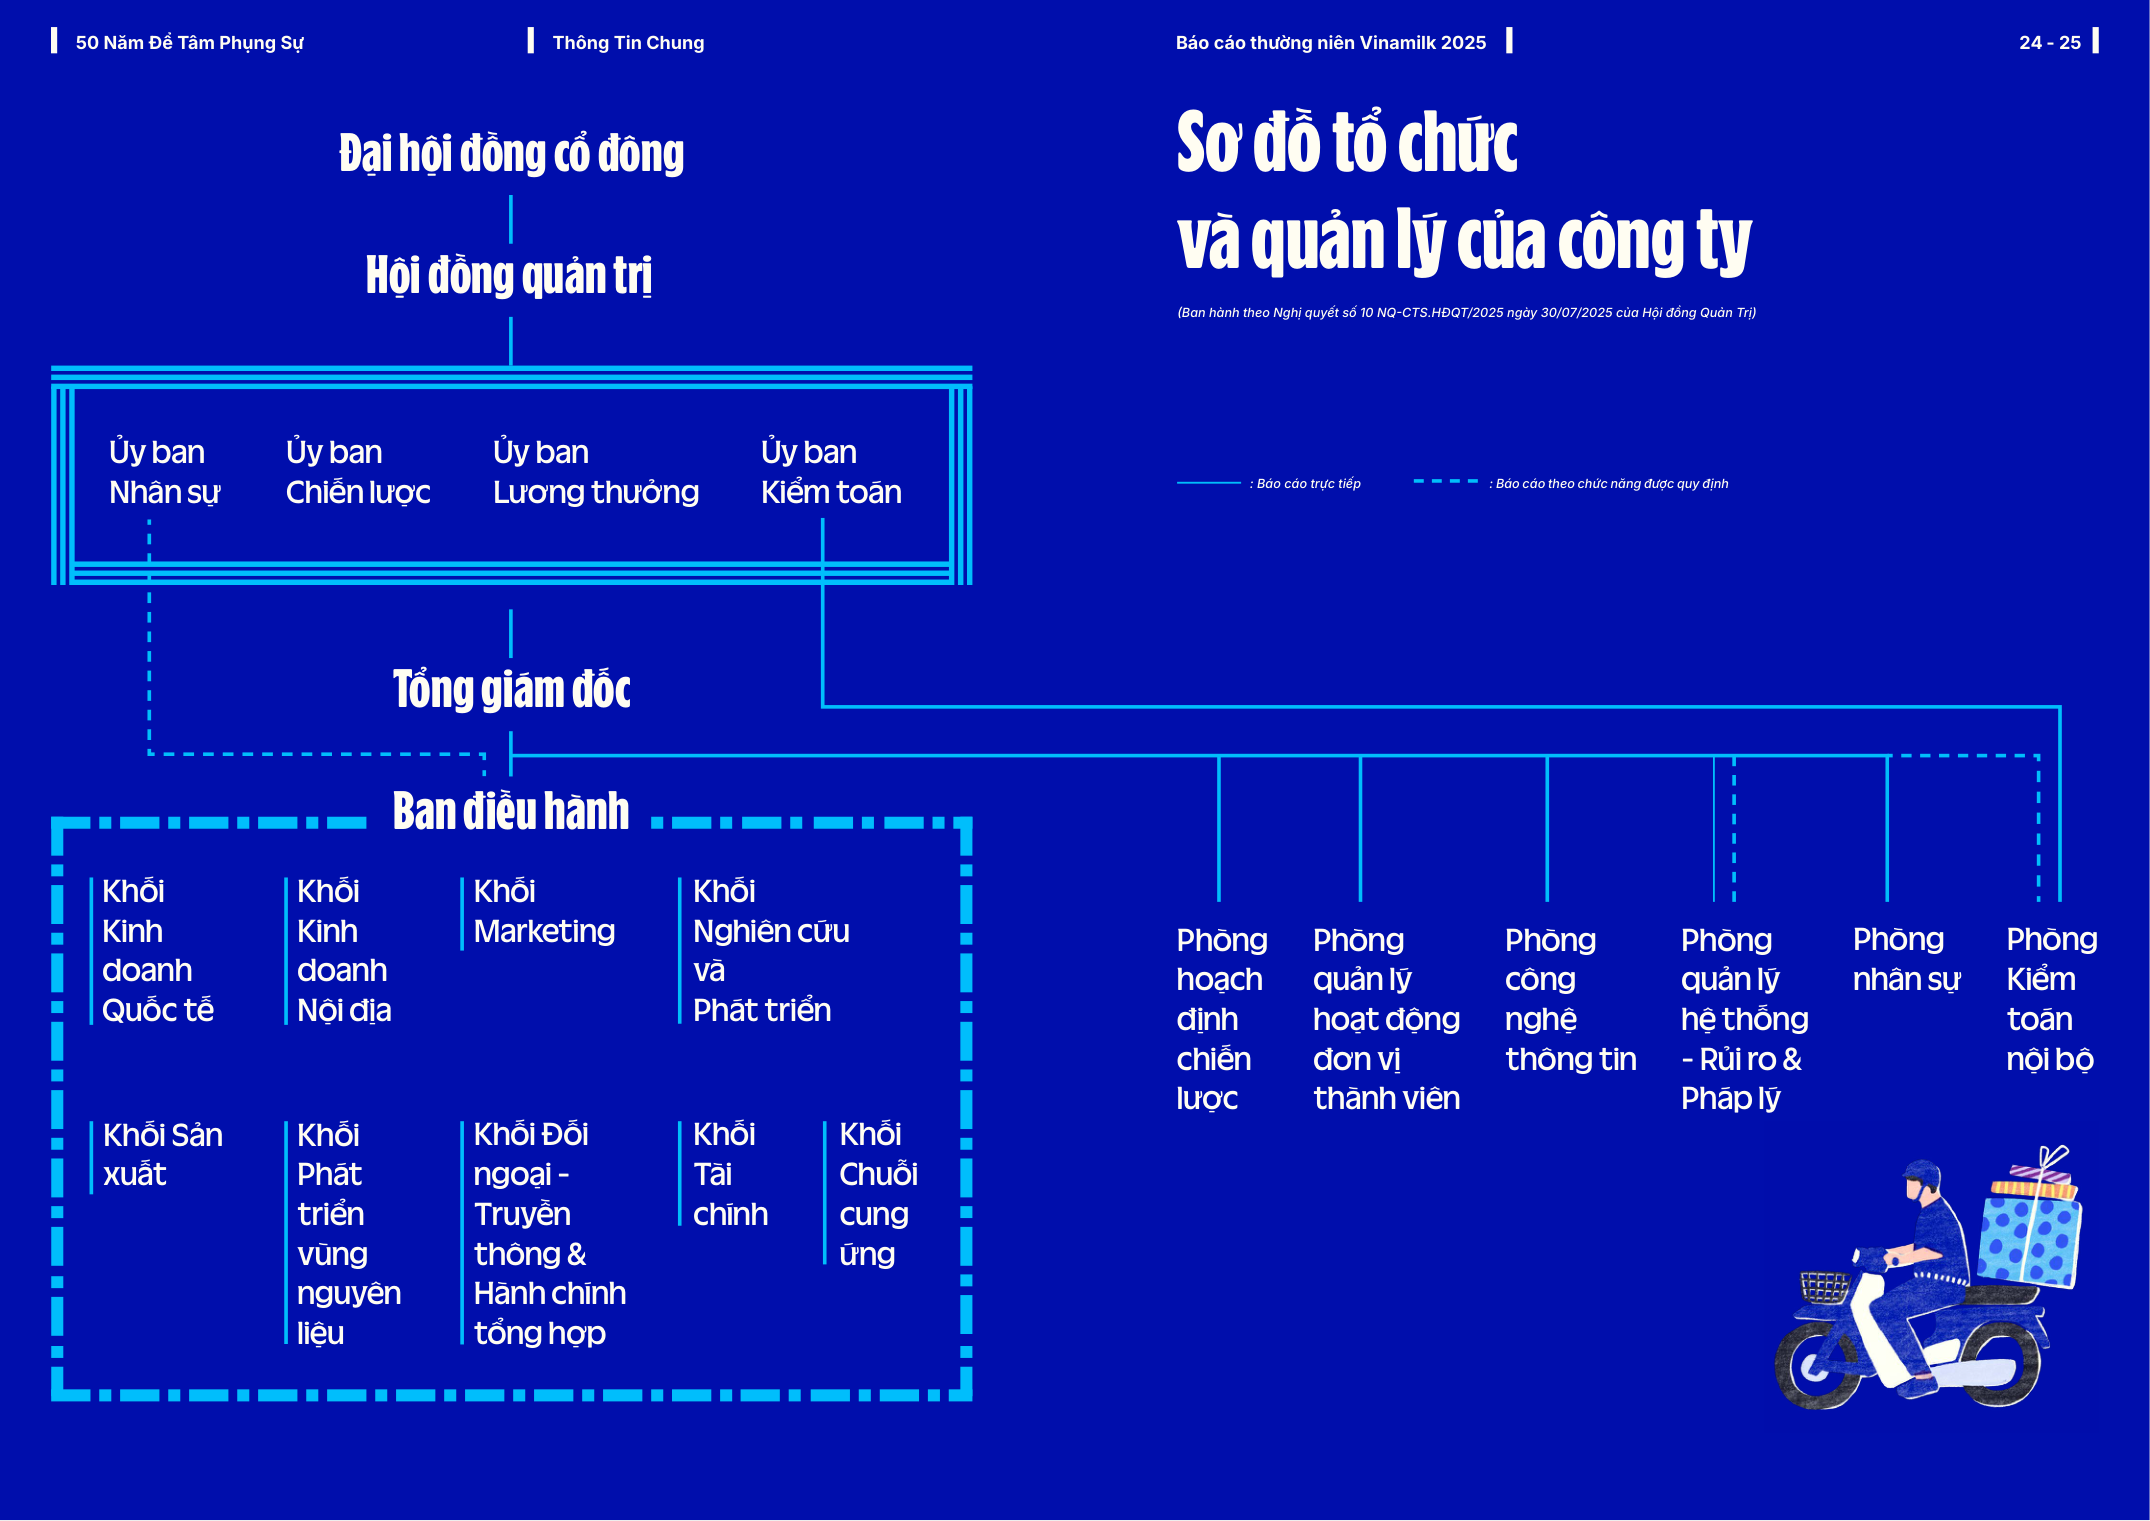 50 Năm Để Tâm Phụng Sự
Thông Tin Chung
Báo cáo thường niên Vinamilk 2025
24 - 25
Sơ đồ tổ chức
và quản lý của công ty
(Ban hành theo Nghị quyết số 10 NQ-CTS.HĐQT/2025 ngày 30/07/2025 của Hội đồng Quản Trị)
: Báo cáo trực tiếp
: Báo cáo theo chức năng được quy định
Đại hội đồng cổ đông
Hội đồng quản trị
Ủy ban
Nhân sự
Ủy ban
Chiến lược
Ủy ban
Lương thưởng
Ủy ban
Kiểm toán
Tổng giám đốc
Ban điều hành
Khối
Kinh
doanh
Quốc tế
Khối
Kinh
doanh
Nội địa
Khối
Marketing
Khối
Nghiên cứu
và
Phát triển
Khối Sản
xuất
Khối
Phát
triển
vùng
nguyên
liệu
Khối Đối
ngoại -
Truyền
thông &
Hành chính
tổng hợp
Khối
Tài
chính
Khối
Chuỗi
cung
ứng
Phòng
hoạch
định
chiến
lược
Phòng
quản lý
hoạt động
đơn vị
thành viên
Phòng
công
nghệ
thông tin
Phòng
quản lý
hệ thống
- Rủi ro &
Pháp lý
Phòng
nhân sự
Phòng
Kiểm
toán
nội bộ